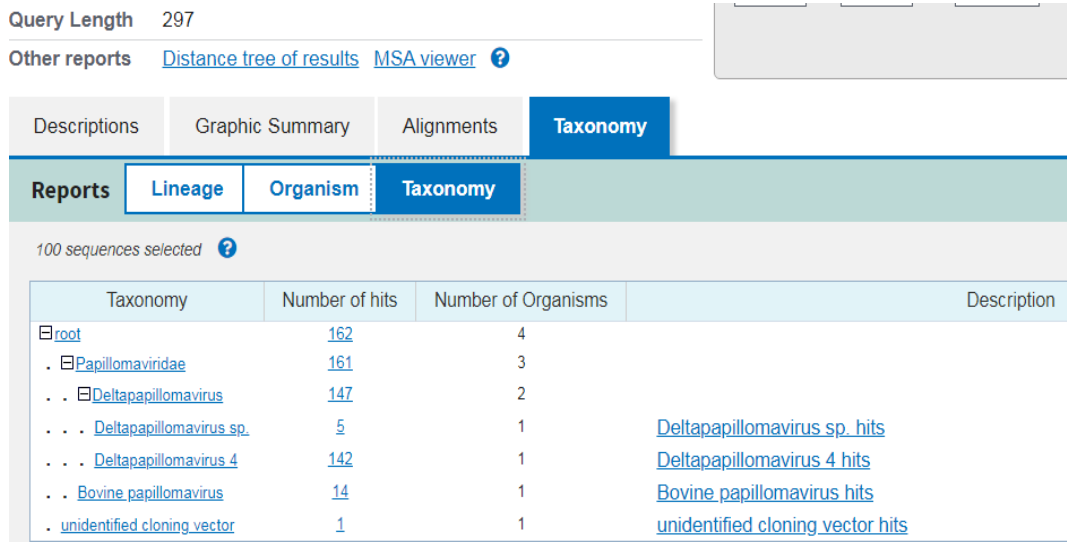 Query Length 297
Other reports Distance tree of results MSA viewer ?
Descriptions Graphic Summary Alignments Taxonomy
Reports Lineage Organism Taxonomy
100 sequences selected ?
Taxonomy Number of hits Number of Organisms Description
root 162 4
. Papillomaviridae 161 3
. . Deltapapillomavirus 147 2
. . . Deltapapillomavirus sp. 5 1 Deltapapillomavirus sp. hits
. . . Deltapapillomavirus 4 142 1 Deltapapillomavirus 4 hits
. . Bovine papillomavirus 14 1 Bovine papillomavirus hits
. unidentified cloning vector 1 1 unidentified cloning vector hits